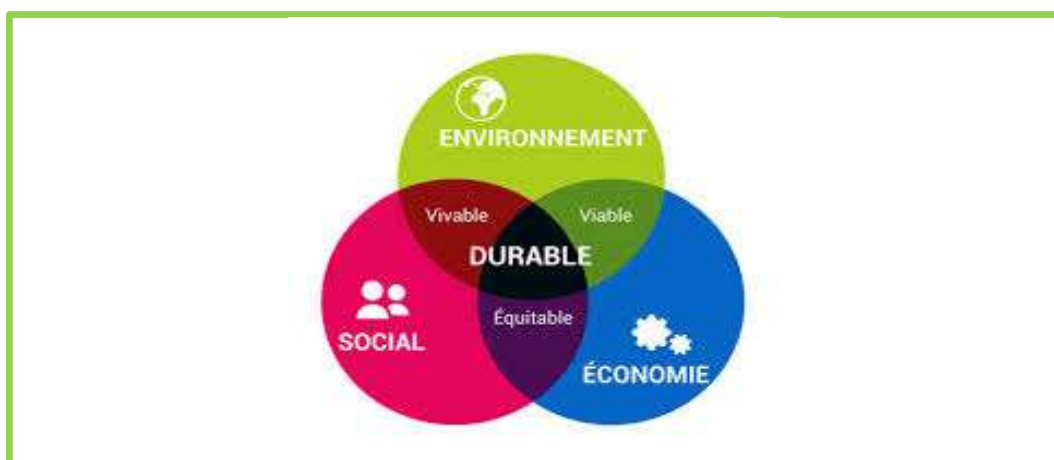 ENVIRONNEMENT
Vivable
Viable
DURABLE
Équitable
SOCIAL
ÉCONOMIE